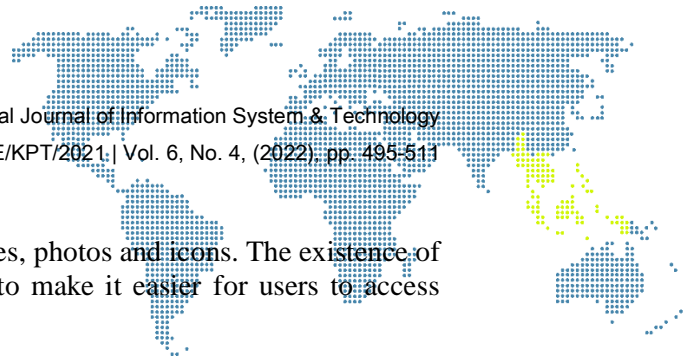 al Journal of Information System & Technology
E/KPT/2021 | Vol. 6, No. 4, (2022), pp. 495-511
es, photos and icons. The existence of
to make it easier for users to access